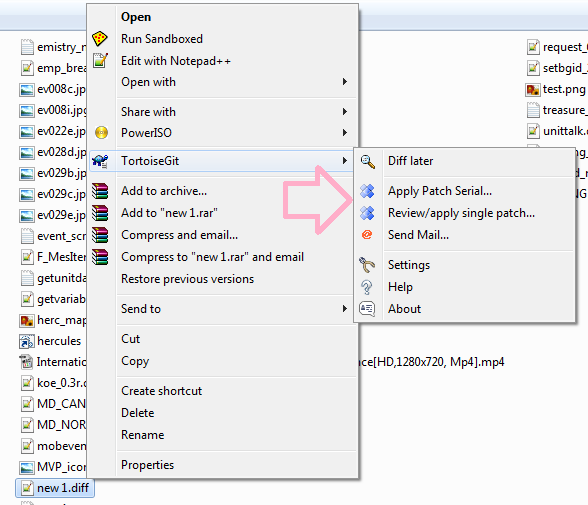 Open
Run Sandboxed
Edit with Notepad++
Open with
Share with
PowerISO
TortoiseGit
Add to archive...
Add to "new 1.rar"
Compress and email...
Compress to "new 1.rar" and email
Restore previous versions
Send to
Cut
Copy
Create shortcut
Delete
Rename
Properties
Diff later
Apply Patch Serial...
Review/apply single patch...
Send Mail...
Settings
Help
About
emistry_
emp_brea
ev008c.jp
ev008i.jpg
ev022e.jp
ev028d.jp
ev029b.jp
ev029c.jp
ev029e.jp
event_scr
F_MesIter
getunitda
getvariab
herc_map
hercules
Internation
koe_0.3r.
MD_CAN
MD_NOR
mobeven
MVP_icon
new 1.diff
request_
setbgid_
test.png
treasure_
unittalk.
ace[HD,1280x720, Mp4].mp4